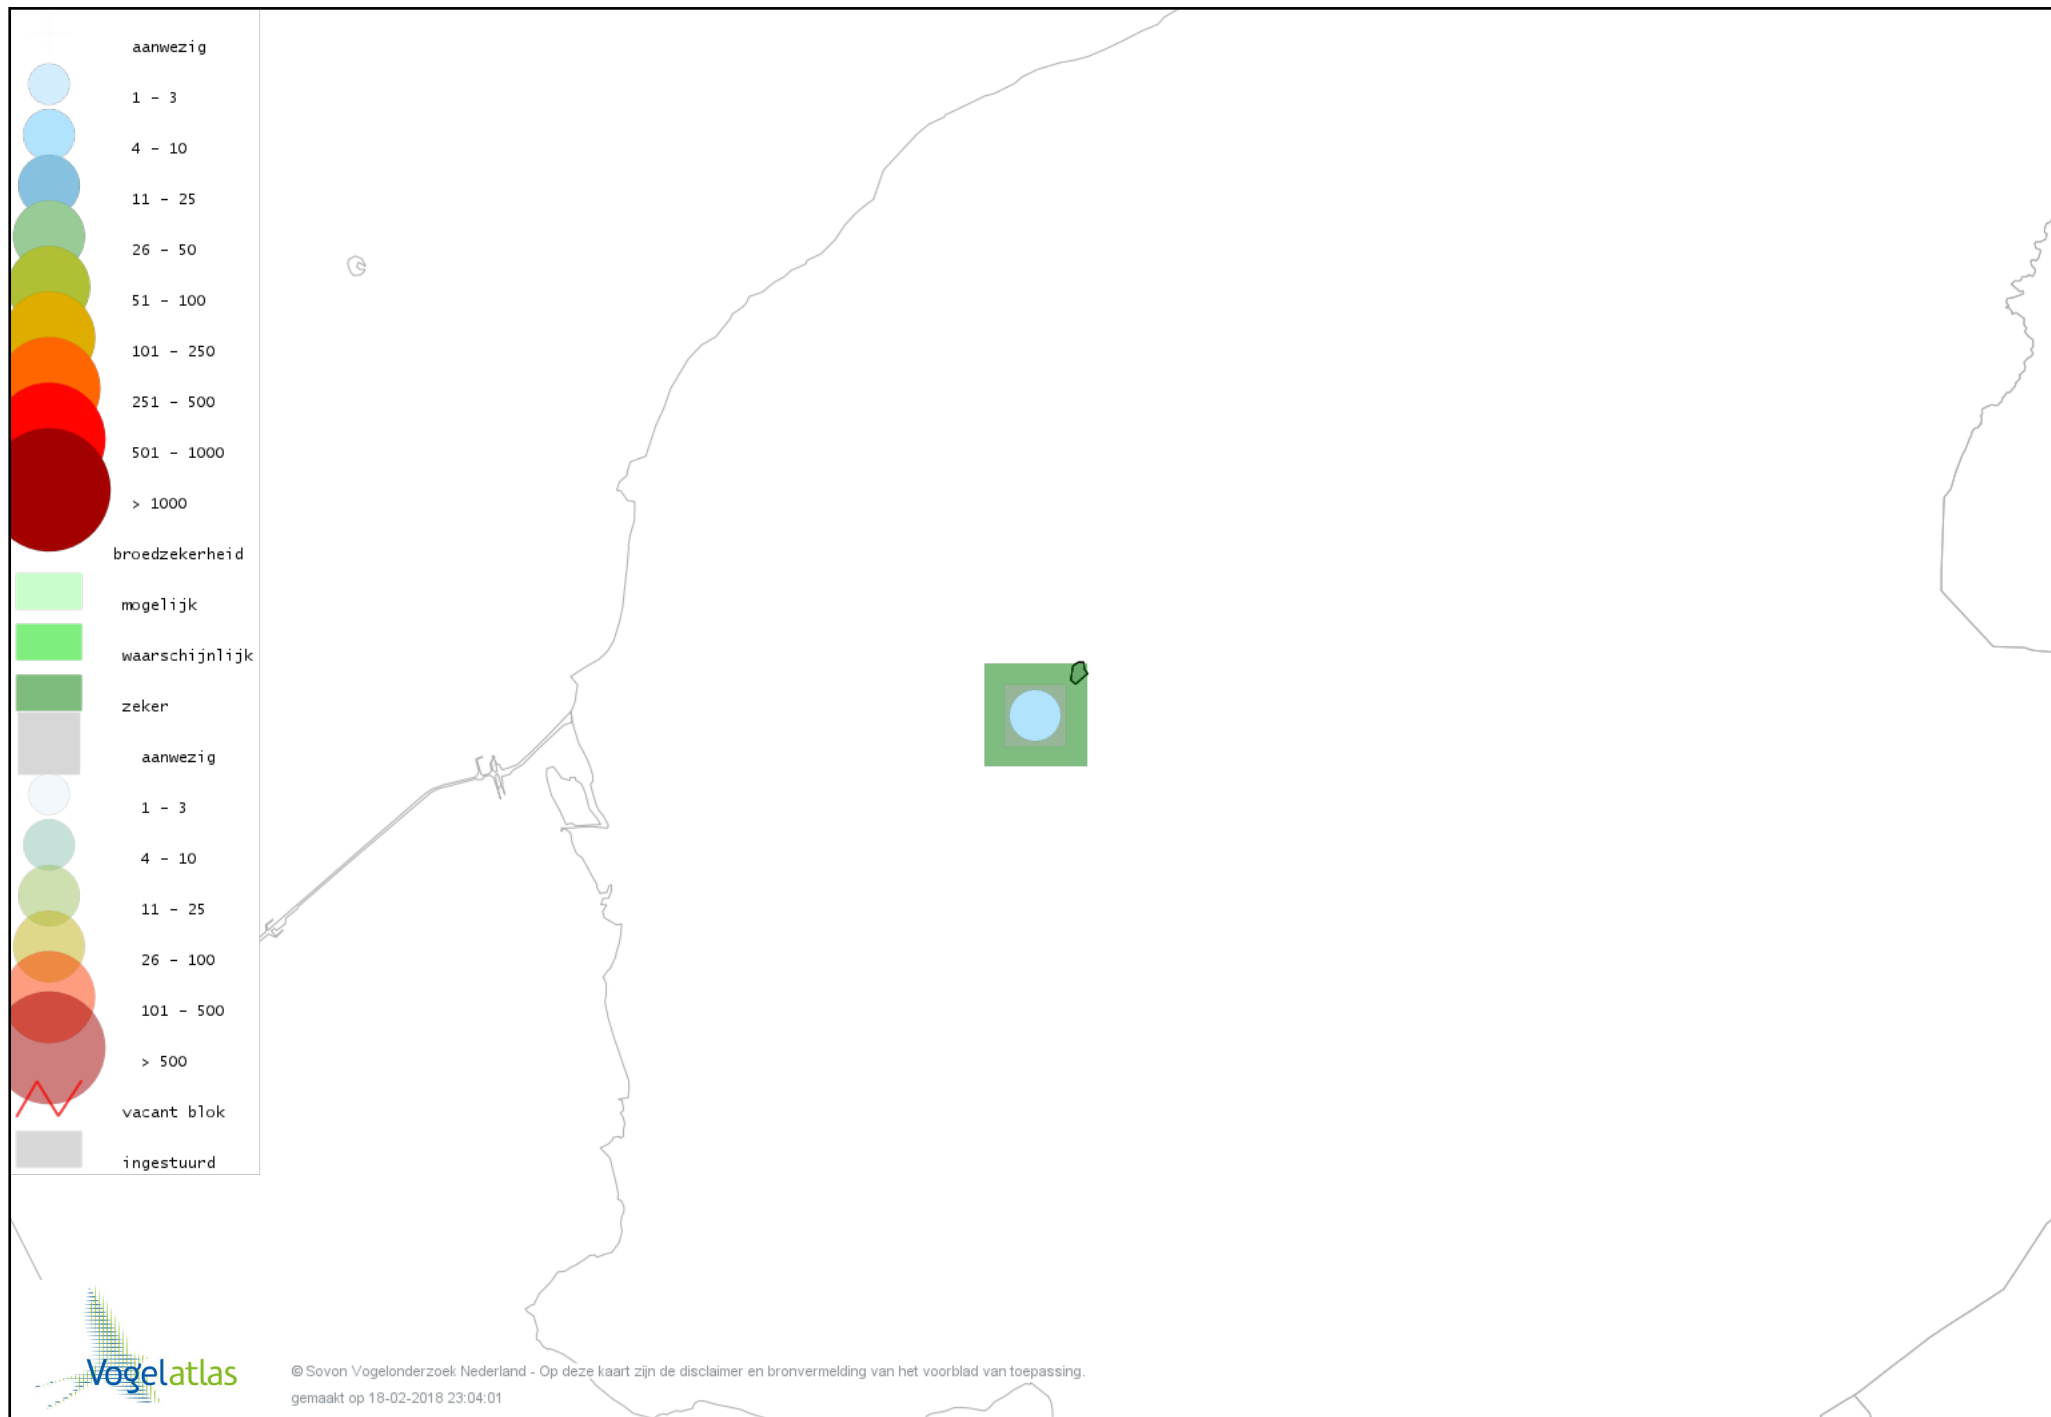 aanwezig
1 - 3
4 - 10
11 - 25
26 - 50
51 - 100
101 - 250
251 - 500
501 - 1000
> 1000
broedzekerheid
mogelijk
waarschijnlijk
zeker
aanwezig
1 - 3
4 - 10
11 - 25
26 - 100
101 - 500
> 500
vacant blok
ingestuurd
Vogelatlas
© Sovon Vogelonderzoek Nederland - Op deze kaart zijn de disclaimer en bronvermelding van het voorblad van toepassing.
gemaakt op 18-02-2018 23:04:01